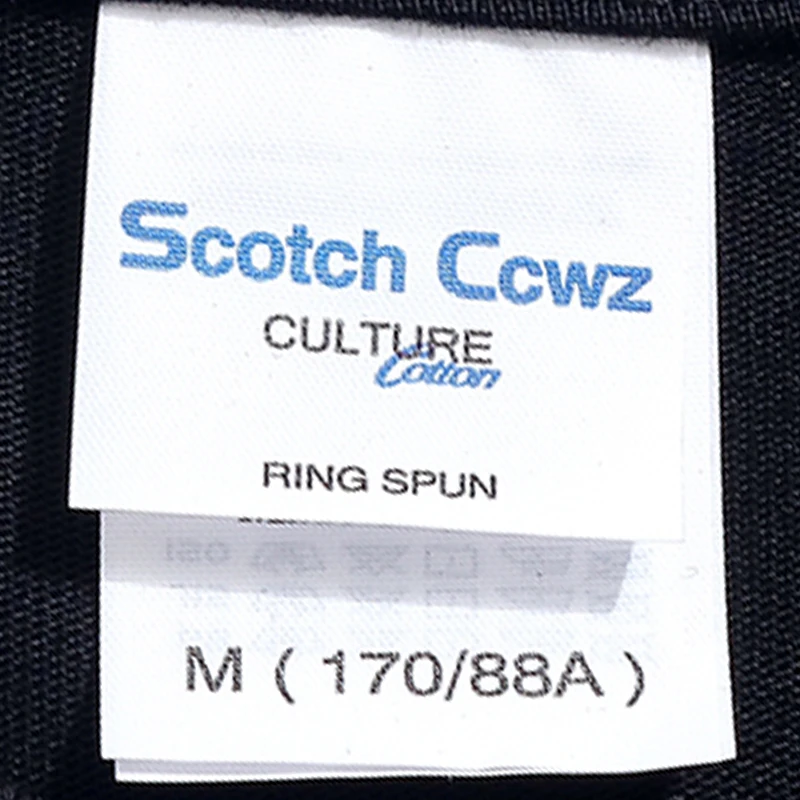 Scotch Ccwz
CULTURE
Cotton
RING SPUN
M ( 170/88A )